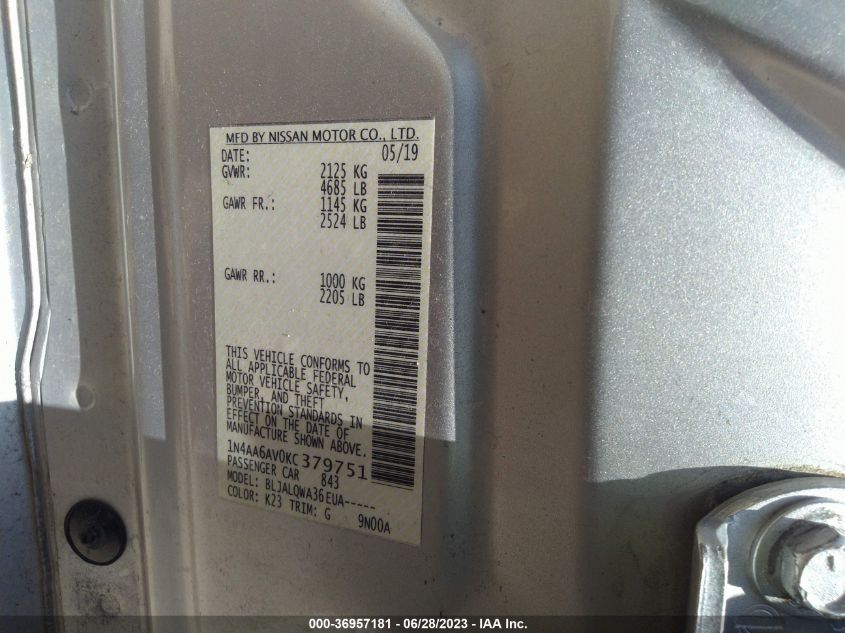 MFD BY NISSAN MOTOR CO., LTD.
DATE: 05/19
GVWR: 2125 KG
4685 LB
GAWR FR.: 1145 KG
2524 LB
GAWR RR.: 1000 KG
2205 LB
THIS VEHICLE CONFORMS TO
ALL APPLICABLE FEDERAL
MOTOR VEHICLE SAFETY,
BUMPER, AND THEFT
PREVENTION STANDARDS IN
EFFECT ON THE DATE OF
MANUFACTURE SHOWN ABOVE.
1N4AA6AV0KC379751
PASSENGER CAR 843
MODEL: BLJALQWA36EUA-----
COLOR: K23 TRIM: G 9N00A
000-36957181 - 06/28/2023 - IAA Inc.